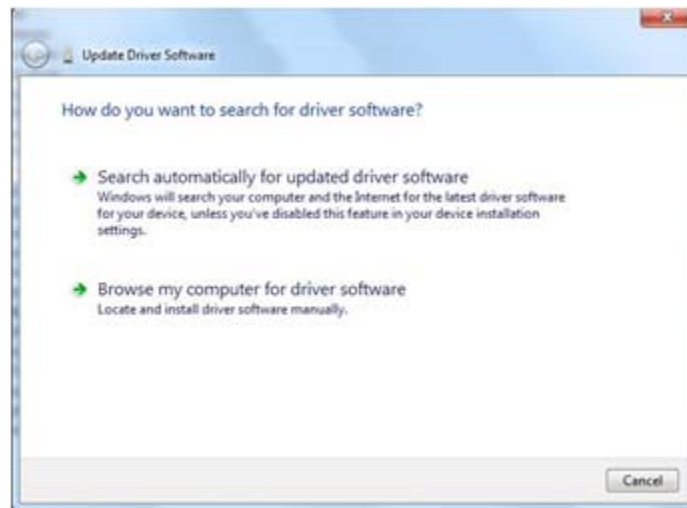 Update Driver Software
How do you want to search for driver software?
Search automatically for updated driver software
Windows will search your computer and the Internet for the latest driver software
for your device, unless you've disabled this feature in your device installation
settings.
Browse my computer for driver software
Locate and install driver software manually.
Cancel